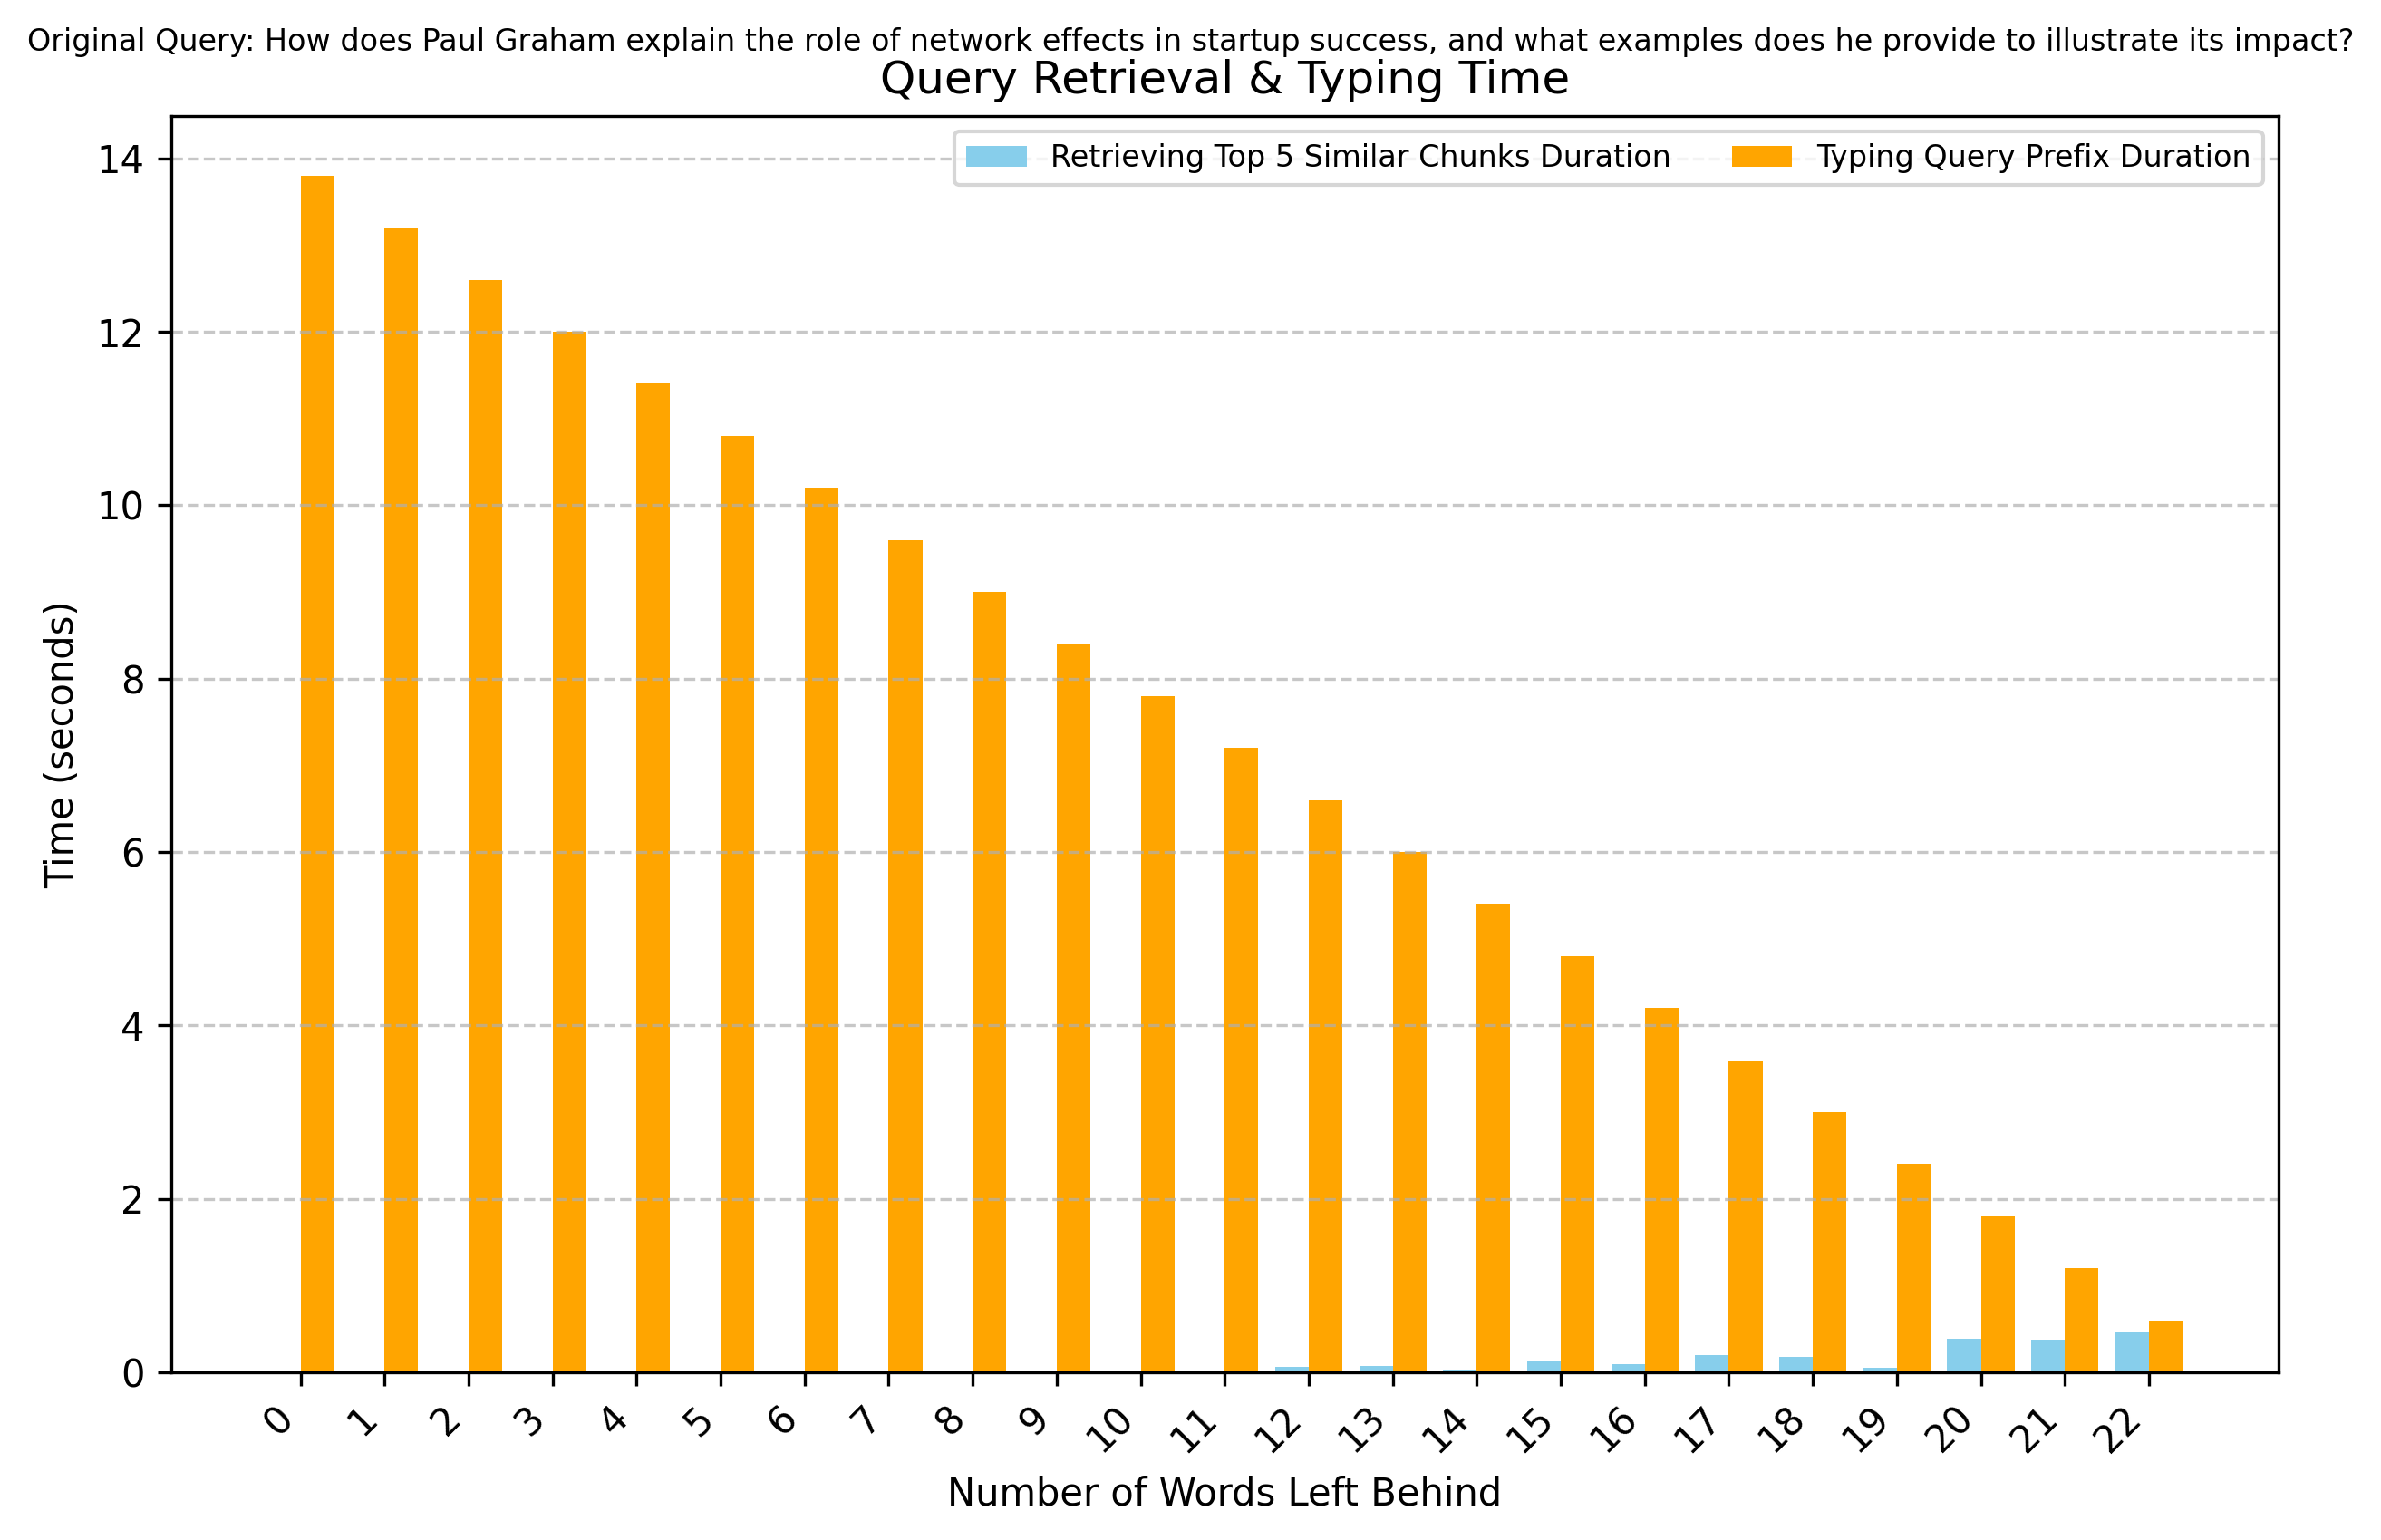 Original Query: How does Paul Graham explain the role of network effects in startup success, and what examples does he provide to illustrate its impact?
Query Retrieval & Typing Time
Retrieving Top 5 Similar Chunks Duration
Typing Query Prefix Duration
Time (seconds)
14
12
10
8
6
4
2
0
0 1 2 3 4 5 6 7 8 9 10 11 12 13 14 15 16 17 18 19 20 21 22
Number of Words Left Behind